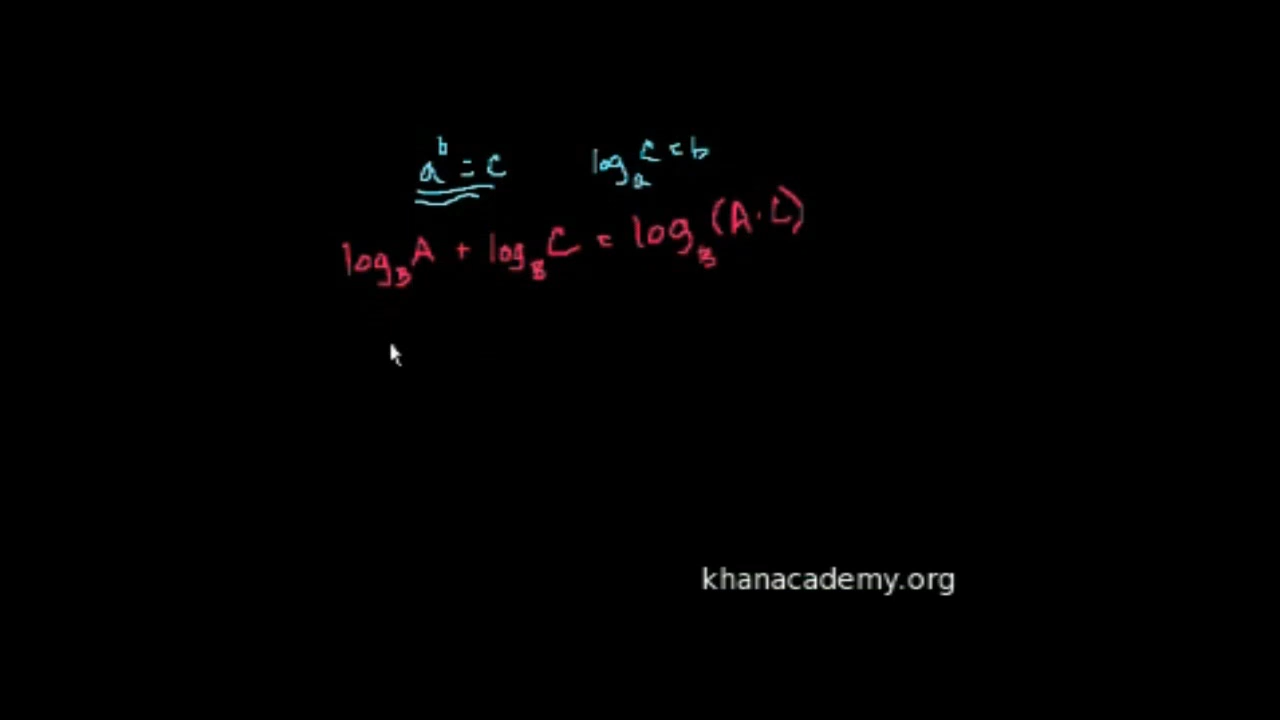 a^b = c log_a c = b
log_B A + log_B C = log_B (A · C)
khanacademy.org